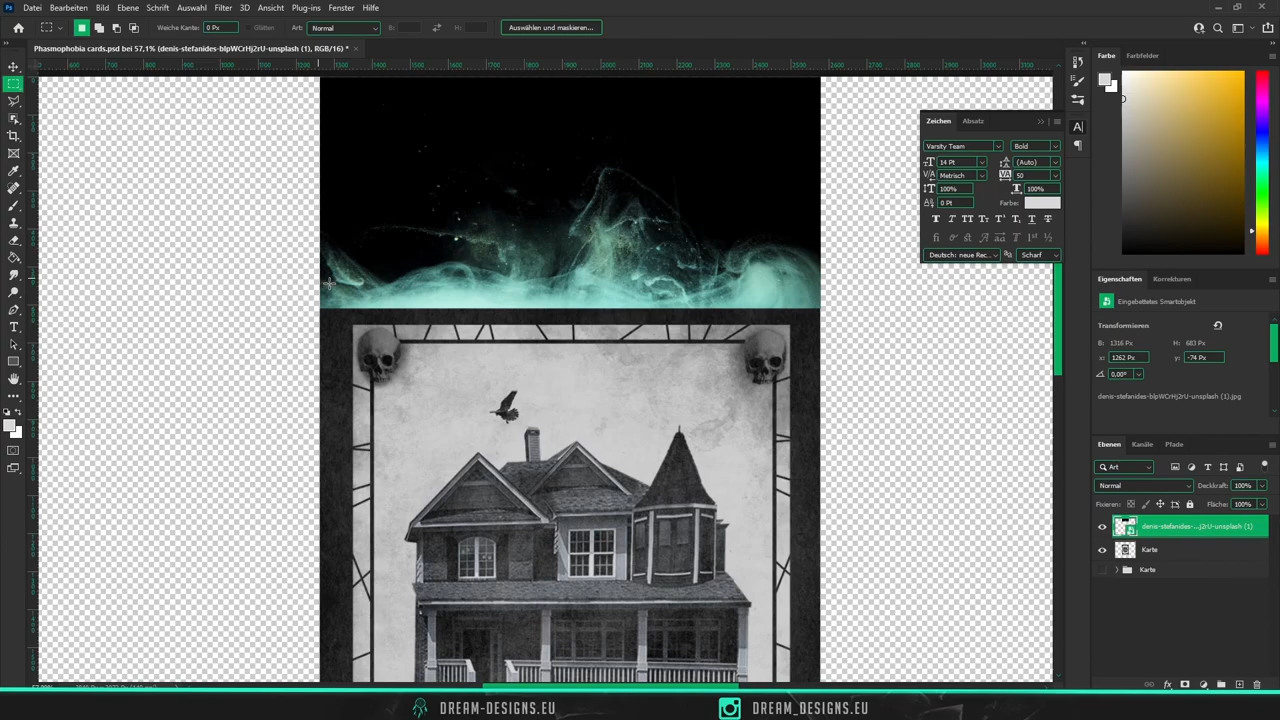 Datei Bearbeiten Bild Ebene Schrift Auswahl Filter 3D Ansicht Plug-ins Fenster Hilfe
Weiche Kante: 0 Px Glätten Art: Normal B: H: Auswählen und maskieren...
Phasmophobia cards.psd bei 57,1% (denis-stefanides-blpWCrHj2rU-unsplash (1), RGB/16) *
Farbe Farbfelder
Zeichen Absatz
Varsity Team Bold
14 Pt (Auto)
Metrisch 50
100% 100%
0 Pt Farbe:
Deutsch: neue Rec... Scharf
Eigenschaften Korrekturen
Eingebettetes Smartobjekt
Transformieren
B: 1316 Px H: 683 Px
x: 1262 Px y: -74 Px
0,00°
denis-stefanides-blpWCrHj2rU-unsplash (1).jpg
Ebenen Kanäle Pfade
Art
Normal Deckkraft: 100%
Fixieren: Fläche: 100%
denis-stefanides-...j2rU-unsplash (1)
Karte
Karte
DREAM-DESIGNS.EU DREAM_DESIGNS.EU